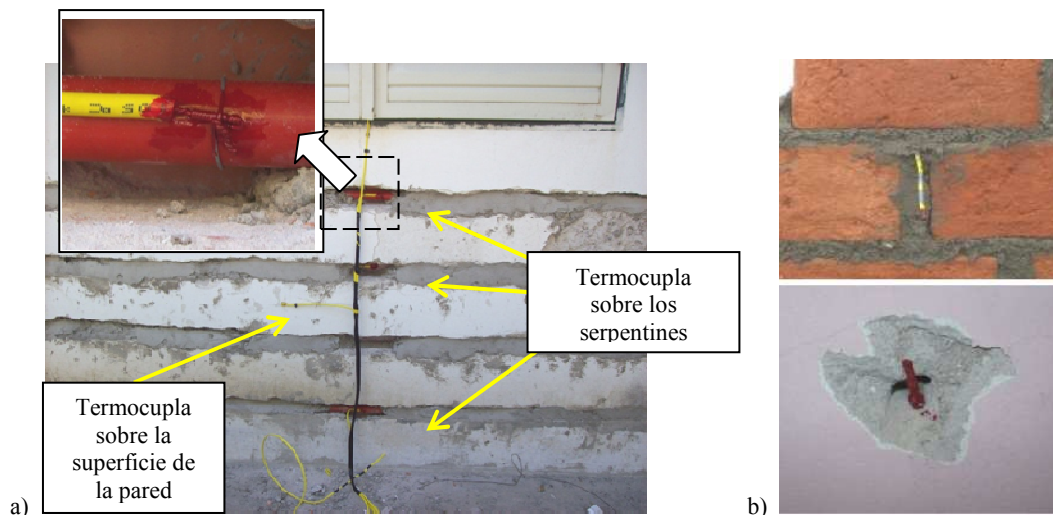 Termocupla
sobre los
serpentines
Termocupla
sobre la
superficie de
la pared
a)
b)